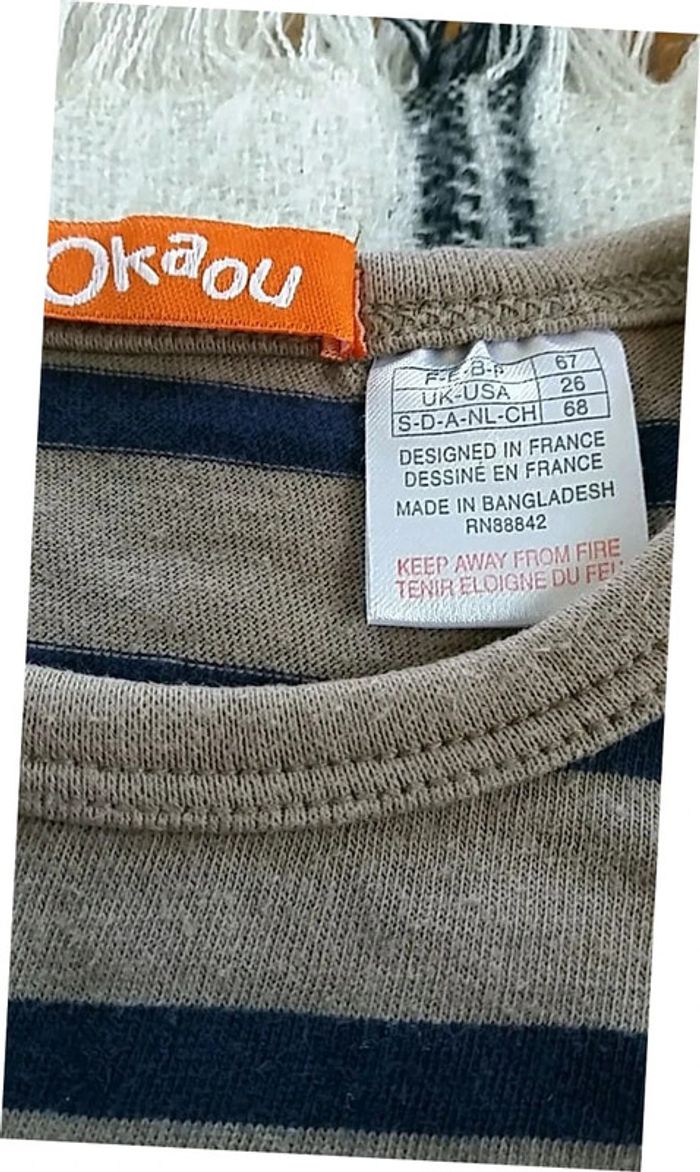 Okaou
F-E-B-P 67
UK-USA 26
S-D-A-NL-CH 68
DESIGNED IN FRANCE
DESSINÉ EN FRANCE
MADE IN BANGLADESH
RN88842
KEEP AWAY FROM FIRE
TENIR ELOIGNE DU FEU